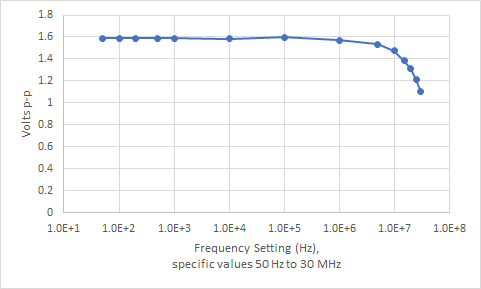 1.8
1.6
1.4
1.2
1
0.8
0.6
0.4
0.2
0
Volts p-p
1.0E+1 1.0E+2 1.0E+3 1.0E+4 1.0E+5 1.0E+6 1.0E+7 1.0E+8
Frequency Setting (Hz),
specific values 50 Hz to 30 MHz